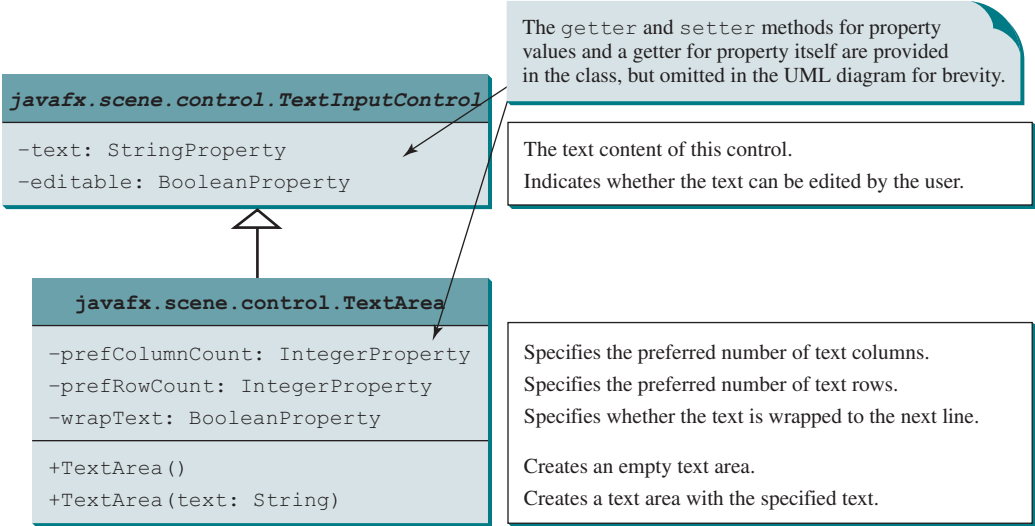 The getter and setter methods for property
values and a getter for property itself are provided
in the class, but omitted in the UML diagram for brevity.
javafx.scene.control.TextInputControl
-text: StringProperty
-editable: BooleanProperty
The text content of this control.
Indicates whether the text can be edited by the user.
javafx.scene.control.TextArea
-prefColumnCount: IntegerProperty
-prefRowCount: IntegerProperty
-wrapText: BooleanProperty
Specifies the preferred number of text columns.
Specifies the preferred number of text rows.
Specifies whether the text is wrapped to the next line.
+TextArea()
+TextArea(text: String)
Creates an empty text area.
Creates a text area with the specified text.